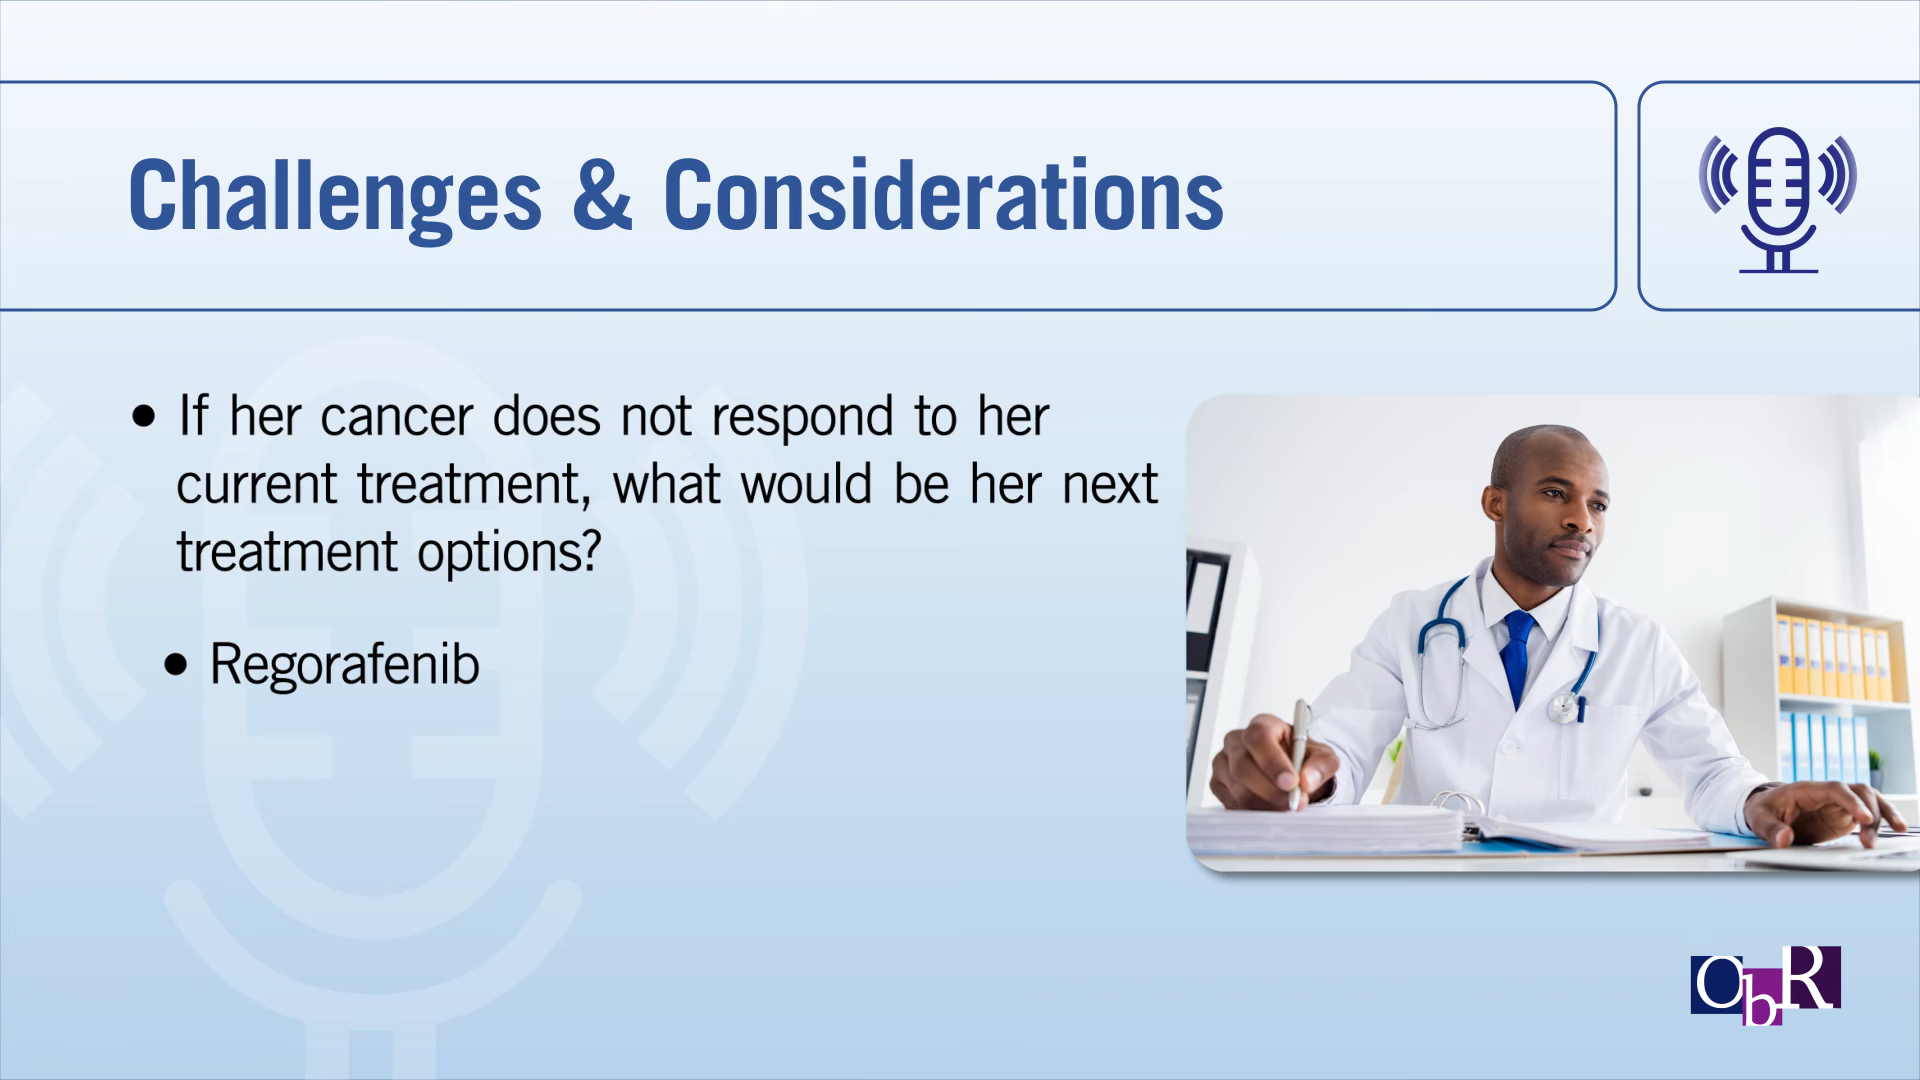 Challenges & Considerations
• If her cancer does not respond to her
current treatment, what would be her next
treatment options?
• Regorafenib
ObR